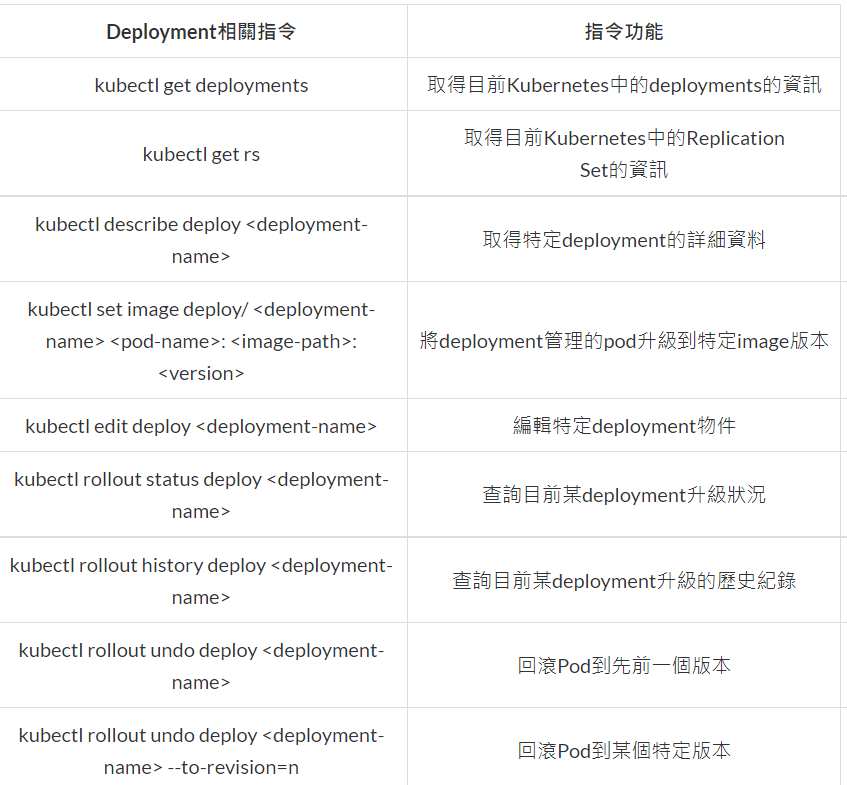 Deployment相關指令
指令功能
kubectl get deployments
取得目前Kubernetes中的deployments的資訊
kubectl get rs
取得目前Kubernetes中的Replication
Set的資訊
kubectl describe deploy <deployment-
name>
取得特定deployment的詳細資料
kubectl set image deploy/ <deployment-
name> <pod-name>: <image-path>:
<version>
將deployment管理的pod升級到特定image版本
kubectl edit deploy <deployment-name>
編輯特定deployment物件
kubectl rollout status deploy <deployment-
name>
查詢目前某deployment升級狀況
kubectl rollout history deploy <deployment-
name>
查詢目前某deployment升級的歷史紀錄
kubectl rollout undo deploy <deployment-
name>
回滾Pod到先前一個版本
kubectl rollout undo deploy <deployment-
name> --to-revision=n
回滾Pod到某個特定版本